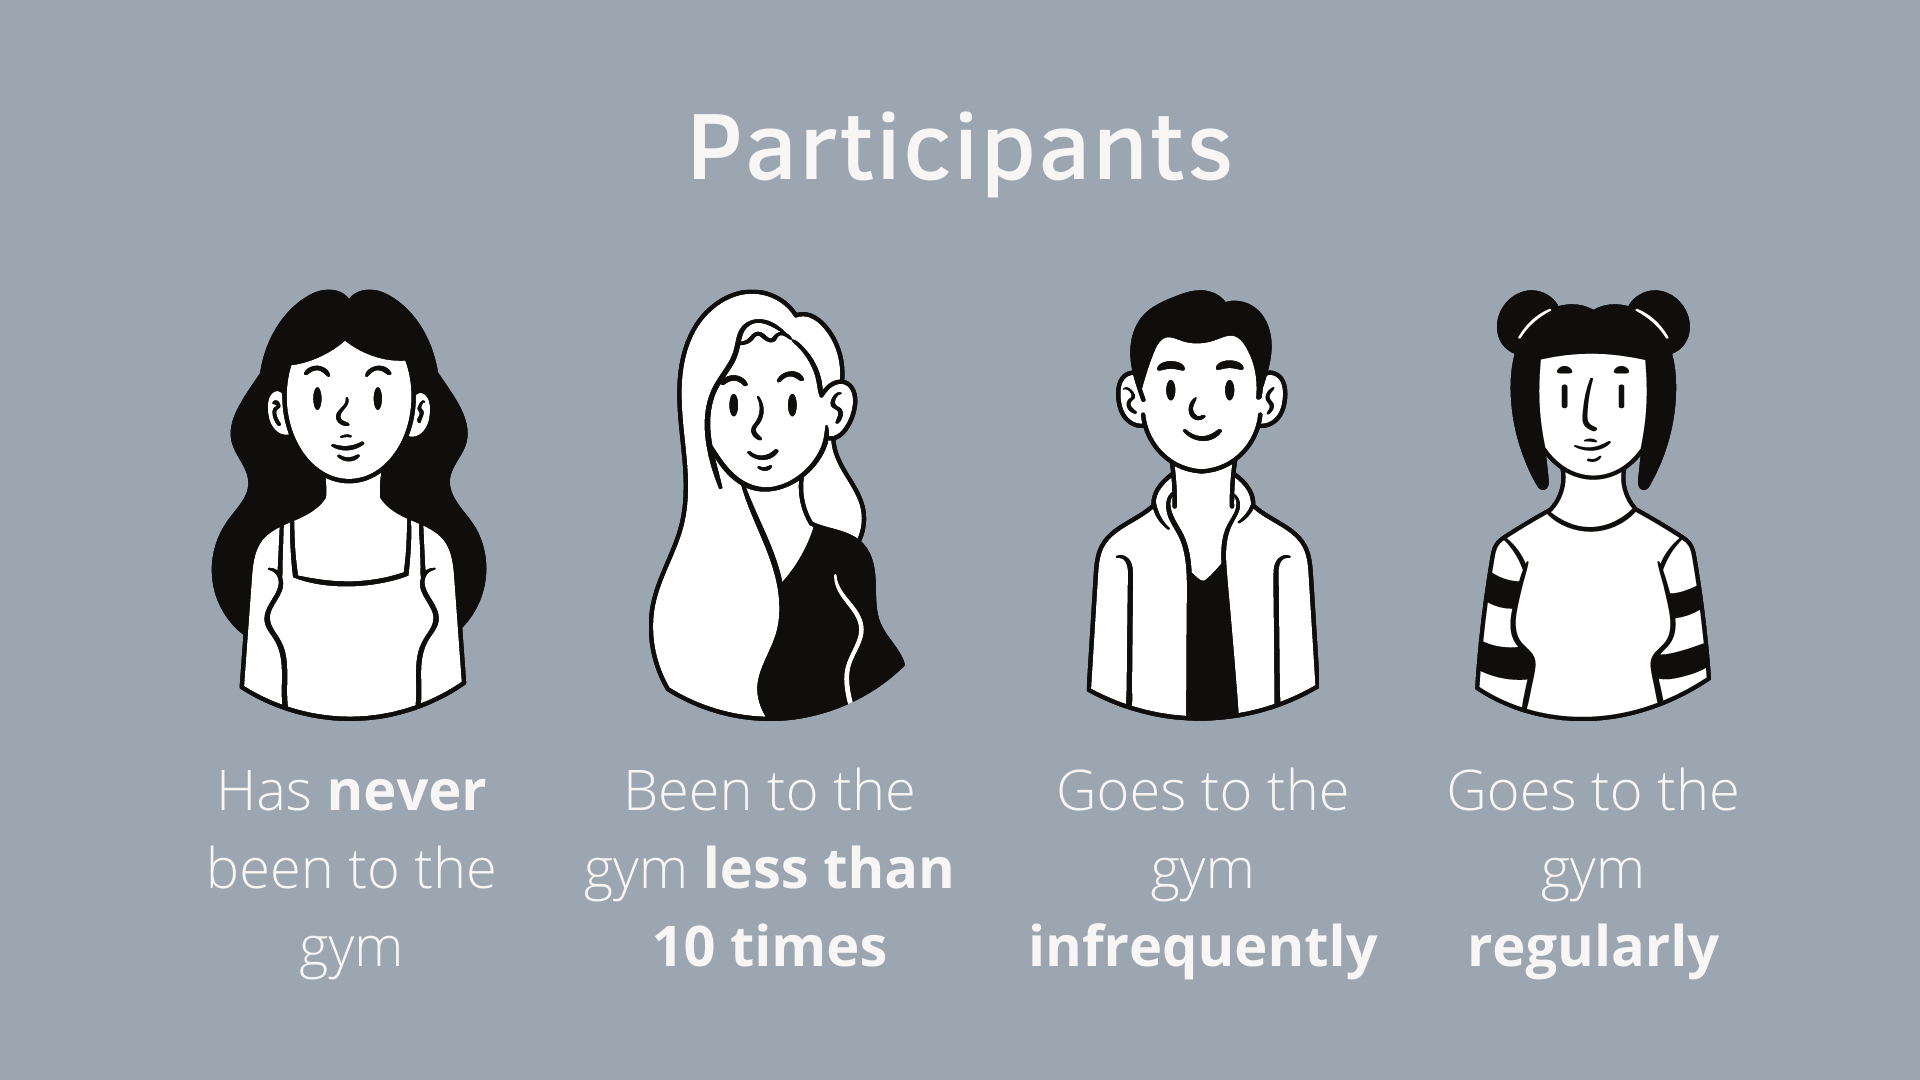 Participants
Has never
been to the
gym
Been to the
gym less than
10 times
Goes to the
gym
infrequently
Goes to the
gym
regularly